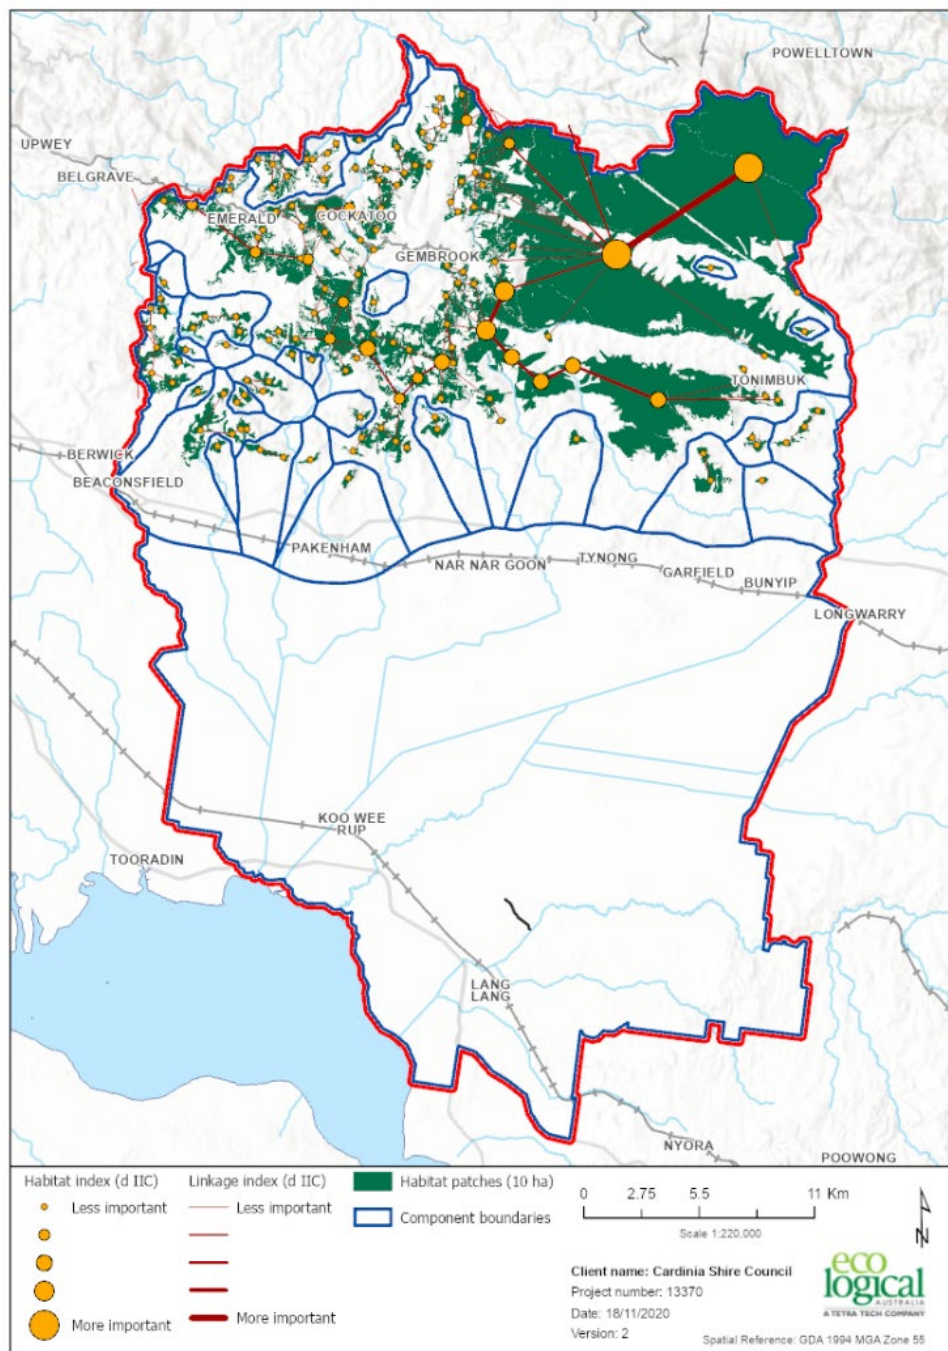 POWELLTOWN
UPWEY
BELGRAVE
EMERALD
COCKATOO
GEMBROOK
TONIMBUK
BERWICK
BEACONSFIELD
PAKENHAM
NAR NAR GOON
TYNONG
GARFIELD
BUNYIP
LONGWARRY
KOO WEE
RUP
TOORADIN
LANG
LANG
NYORA
POOWONG
Habitat index (d IIC)
Less important
More important
Linkage index (d IIC)
Less important
More important
Habitat patches (10 ha)
Component boundaries
0 2.75 5.5 11 Km
Scale 1:220,000
Client name: Cardinia Shire Council
Project number: 13370
Date: 18/11/2020
Version: 2
N
eco
logical
AUSTRALIA
A TETRA TECH COMPANY
Spatial Reference: GDA 1994 MGA Zone 55